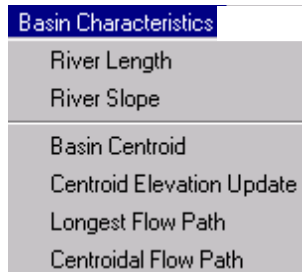 Basin Characteristics
River Length
River Slope
Basin Centroid
Centroid Elevation Update
Longest Flow Path
Centroidal Flow Path